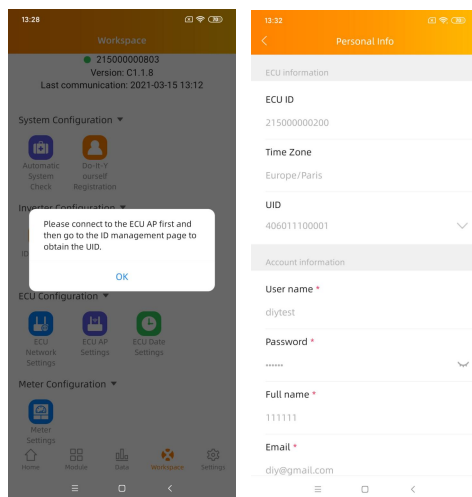 13:28
70
Workspace
215000000803
Version: C1.1.8
Last communication: 2021-03-15 13:12
System Configuration
Automatic
System
Check
Do-It-Y
ourself
Registration
Inverter Configuration
ID
Please connect to the ECU AP first and
then go to the ID management page to
obtain the UID.
OK
ECU Configuration
ECU
Network
Settings
ECU AP
Settings
ECU Date
Settings
Meter Configuration
Meter
Settings
Home
Module
Data
Workspace
Settings
13:32
70
Personal Info
ECU information
ECU ID
215000000200
Time Zone
Europe/Paris
UID
406011100001
Account information
User name *
diytest
Password *
••••••
Full name *
111111
Email *
diy@gmail.com